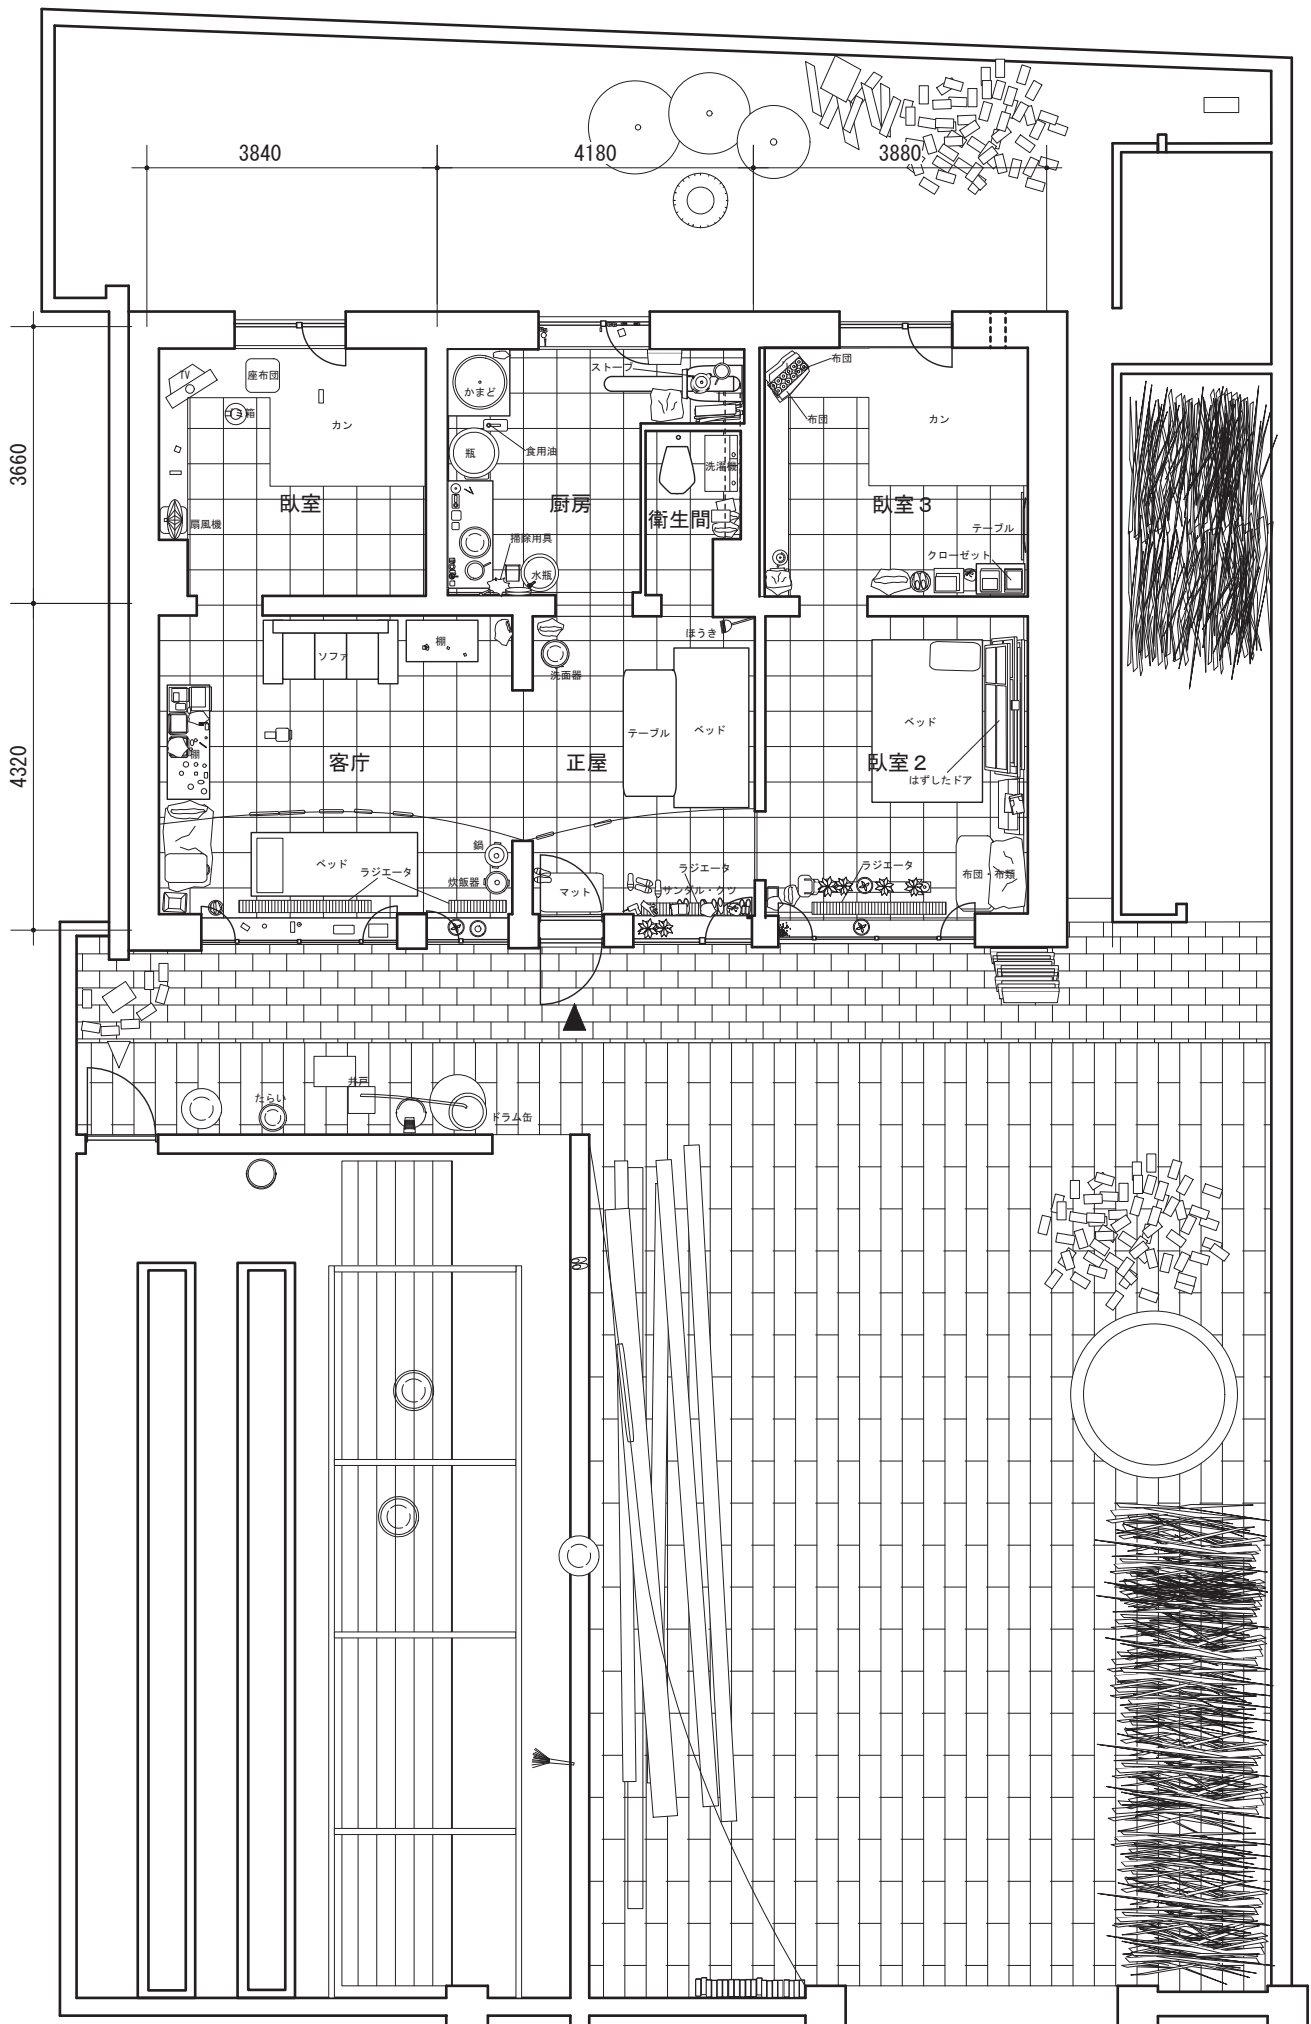 3840
4180
3880
3660
4320
TV
座布団
カン
臥室
扇風機
かまど
ストーブ
食用油
瓶
厨房
掃除用具
水瓶
洗濯機
衛生間
布団
布団
カン
臥室3
テーブル
クローゼット
ソファ
棚
洗面器
ほうき
棚
客庁
正屋
テーブル
ベッド
ベッド
臥室2
はずしたドア
ベッド
ラジエータ
鍋
炊飯器
マット
ラジエータ
サンダル・クツ
ラジエータ
布団・布類
井戸
たらい
ドラム缶